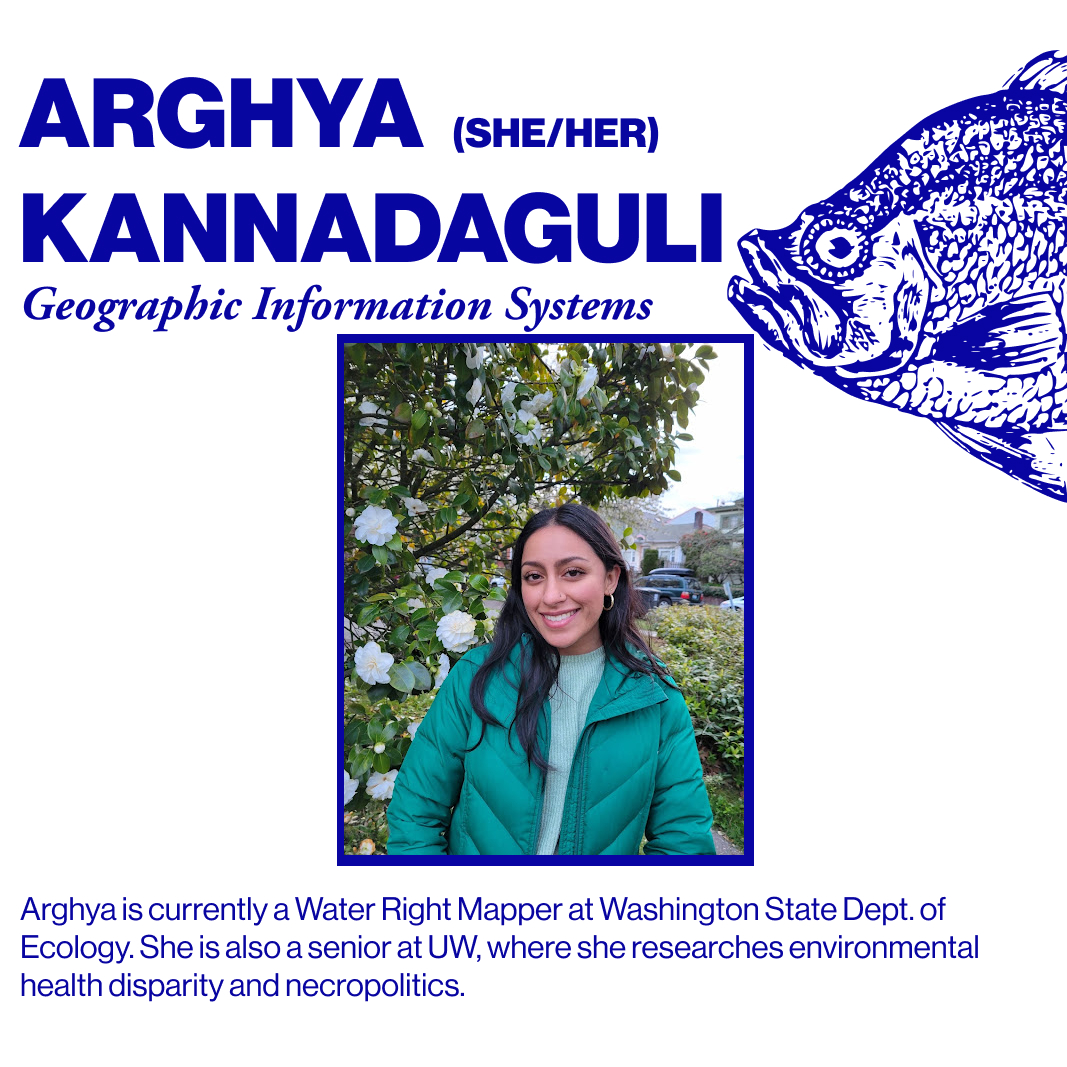 ARGHYA (SHE/HER)
KANNADAGULI
Geographic Information Systems
Arghya is currently a Water Right Mapper at Washington State Dept. of
Ecology. She is also a senior at UW, where she researches environmental
health disparity and necropolitics.